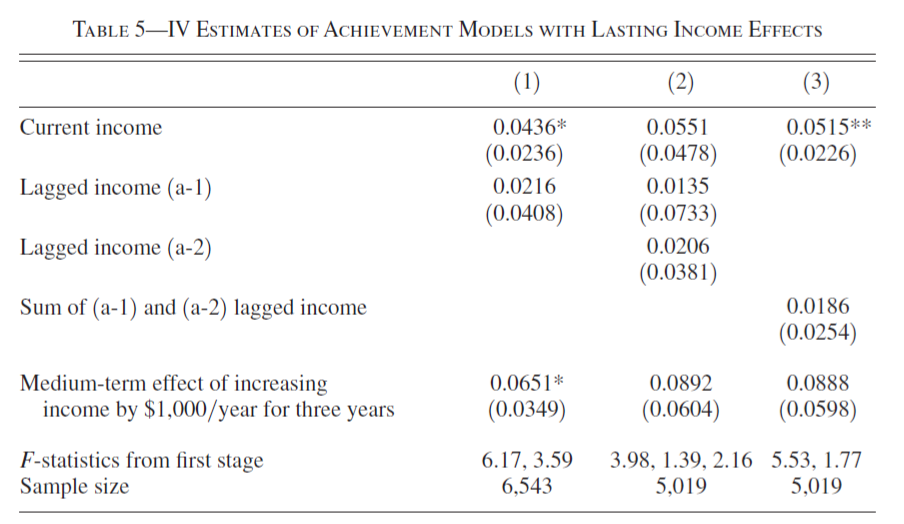 TABLE 5—IV ESTIMATES OF ACHIEVEMENT MODELS WITH LASTING INCOME EFFECTS
(1) (2) (3)
Current income 0.0436* 0.0551 0.0515**
(0.0236) (0.0478) (0.0226)
Lagged income (a-1) 0.0216 0.0135
(0.0408) (0.0733)
Lagged income (a-2) 0.0206
(0.0381)
Sum of (a-1) and (a-2) lagged income 0.0186
(0.0254)
Medium-term effect of increasing 0.0651* 0.0892 0.0888
income by $1,000/year for three years (0.0349) (0.0604) (0.0598)
F-statistics from first stage 6.17, 3.59 3.98, 1.39, 2.16 5.53, 1.77
Sample size 6,543 5,019 5,019